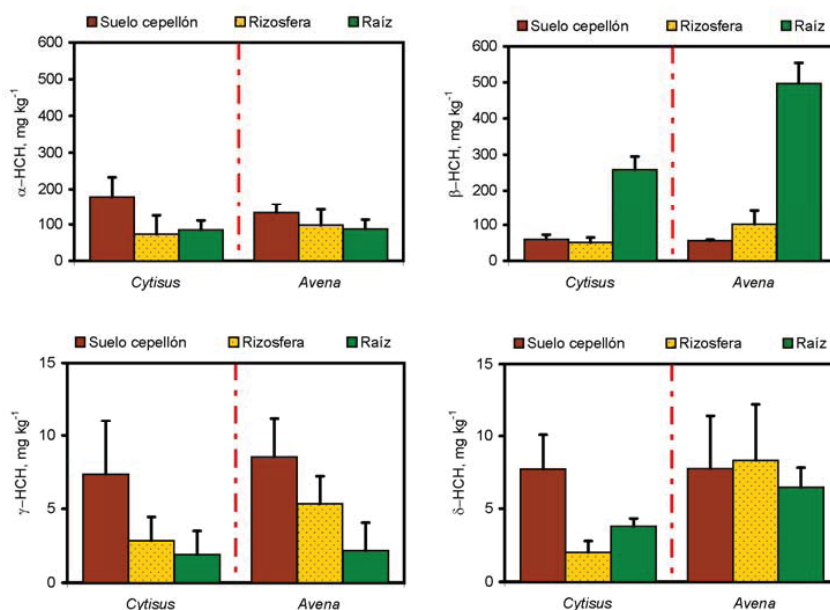 Suelo cepellón Rizosfera Raíz
600
500
400
300
200
100
0
α–HCH, mg kg-1
Cytisus Avena
Suelo cepellón Rizosfera Raíz
600
500
400
300
200
100
0
β–HCH, mg kg-1
Cytisus Avena
Suelo cepellón Rizosfera Raíz
15
10
5
0
γ–HCH, mg kg-1
Cytisus Avena
Suelo cepellón Rizosfera Raíz
15
10
5
0
δ–HCH, mg kg-1
Cytisus Avena